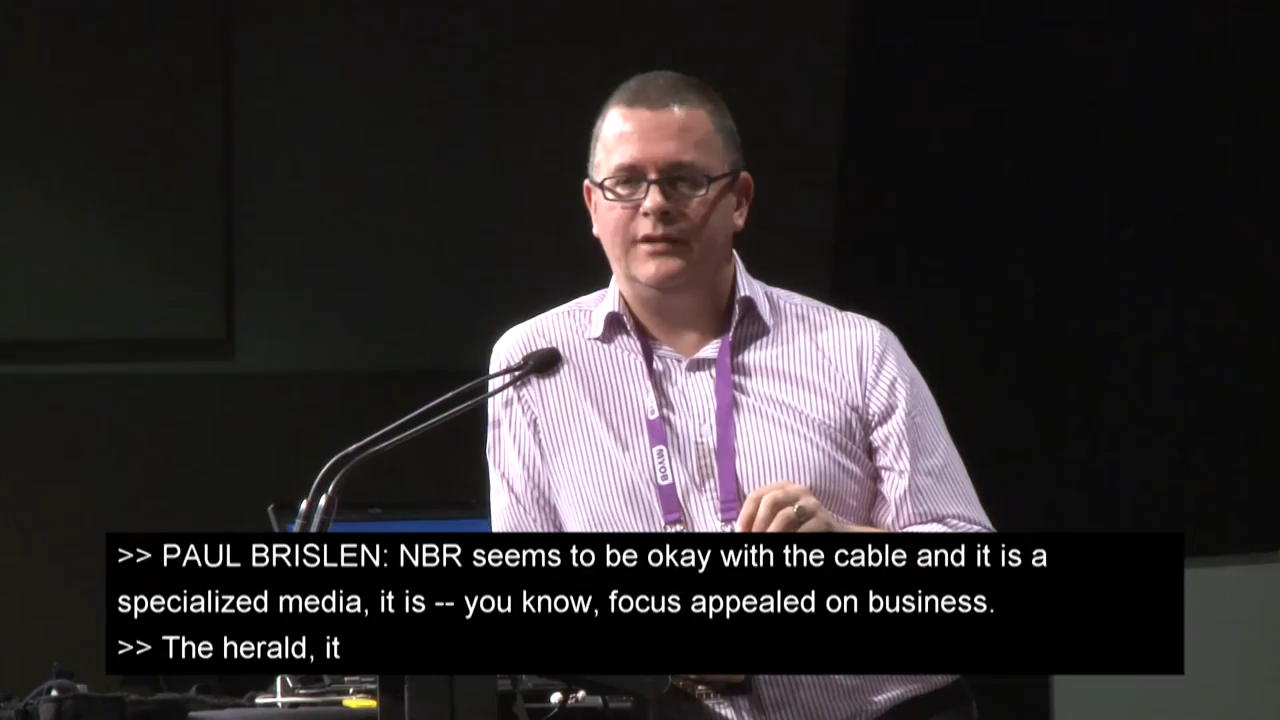 MYOB
>> PAUL BRISLEN: NBR seems to be okay with the cable and it is a
specialized media, it is -- you know, focus appealed on business.
>> The herald, it